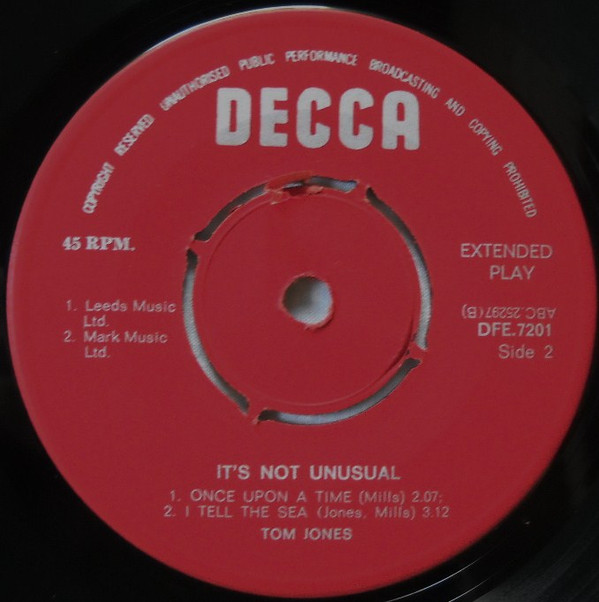 COPYRIGHT RESERVED UNAUTHORISED PUBLIC PERFORMANCE BROADCASTING AND COPYING PROHIBITED
DECCA
45 RPM.
EXTENDED
PLAY
1. Leeds Music
Ltd.
2. Mark Music
Ltd.
ABC.25297(B)
DFE.7201
Side 2
IT'S NOT UNUSUAL
1. ONCE UPON A TIME (Mills) 2.07:
2. I TELL THE SEA (Jones, Mills) 3.12
TOM JONES